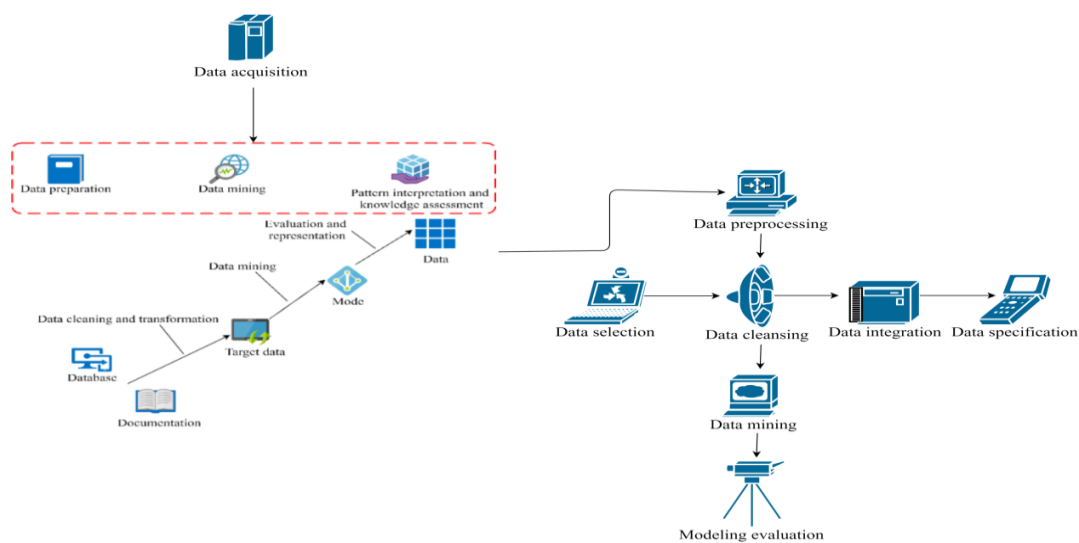 Data acquisition
Data preparation
Data mining
Pattern interpretation and
knowledge assessment
Evaluation and
representation
Data
Data mining
Mode
Data cleaning and transformation
Target data
Database
Documentation
Data preprocessing
Data selection
Data cleansing
Data integration
Data specification
Data mining
Modeling evaluation